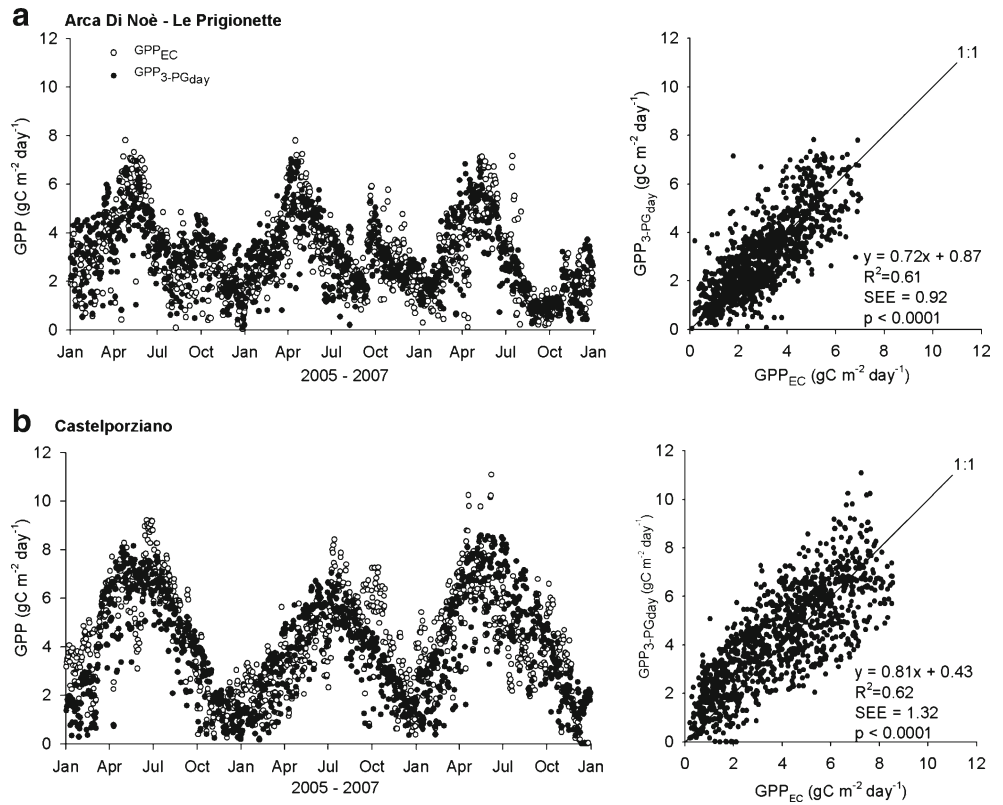 a Arca Di Noè - Le Prigionette
GPP_EC
GPP_3-PGday
GPP (gC m⁻² day⁻¹)
12
10
8
6
4
2
0
Jan Apr Jul Oct Jan Apr Jul Oct Jan Apr Jul Oct Jan
2005 - 2007
GPP_3-PGday (gC m⁻² day⁻¹)
12
10
8
6
4
2
0
1:1
y = 0.72x + 0.87
R²=0.61
SEE = 0.92
p < 0.0001
0 2 4 6 8 10 12
GPP_EC (gC m⁻² day⁻¹)
b Castelporziano
GPP (gC m⁻² day⁻¹)
12
10
8
6
4
2
0
Jan Apr Jul Oct Jan Apr Jul Oct Jan Apr Jul Oct Jan
2005 - 2007
GPP_3-PGday (gC m⁻² day⁻¹)
12
10
8
6
4
2
0
1:1
y = 0.81x + 0.43
R²=0.62
SEE = 1.32
p < 0.0001
0 2 4 6 8 10 12
GPP_EC (gC m⁻² day⁻¹)